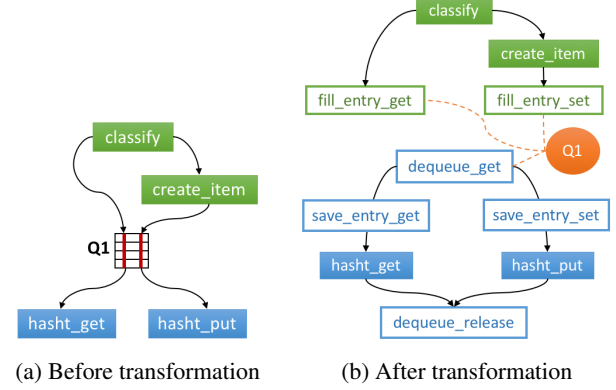 classify
create_item
Q1
hasht_get
hasht_put
(a) Before transformation
classify
create_item
fill_entry_get
fill_entry_set
Q1
dequeue_get
save_entry_get
save_entry_set
hasht_get
hasht_put
dequeue_release
(b) After transformation